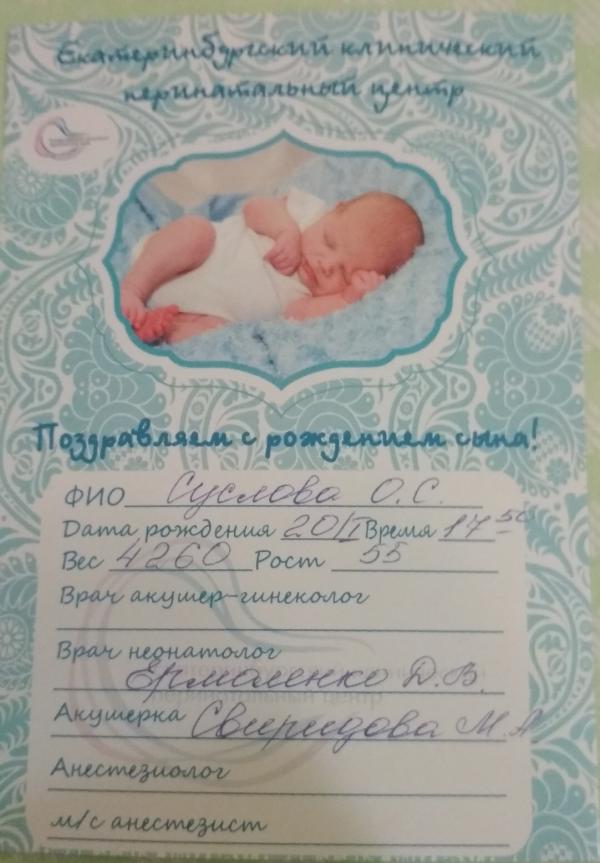 Екатеринбургский клинический
перинатальный центр
Поздравляем с рождением сына!
ФИО Суслова О.С.
Дата рождения 20/I Время 17 50
Вес 4260 Рост 55
Врач акушер-гинеколог
Врач неонатолог
Ермоленко Д.В.
Акушерка Свиридова М.А
Анестезиолог
м/с анестезист